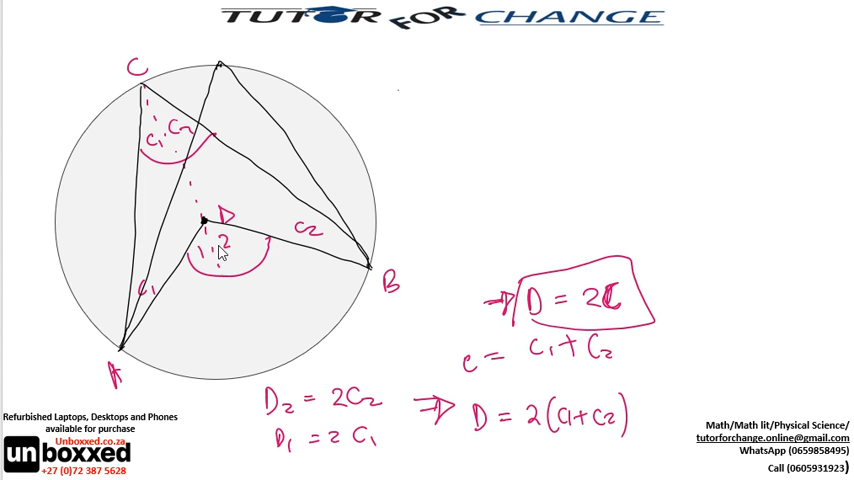 TUTOR FOR CHANGE
C
C1 C2
D
C2
1 2
C1
B
A
⇒ D = 2C
C = C1 + C2
D2 = 2C2 ⇒ D = 2(C1+C2)
D1 = 2C1
Refurbished Laptops, Desktops and Phones
available for purchase
Unboxxed.co.za
unboxxed
+27 (0)72 387 5628
Math/Math lit/Physical Science/
tutorforchange.online@gmail.com
WhatsApp (0659858495)
Call (0605931923)